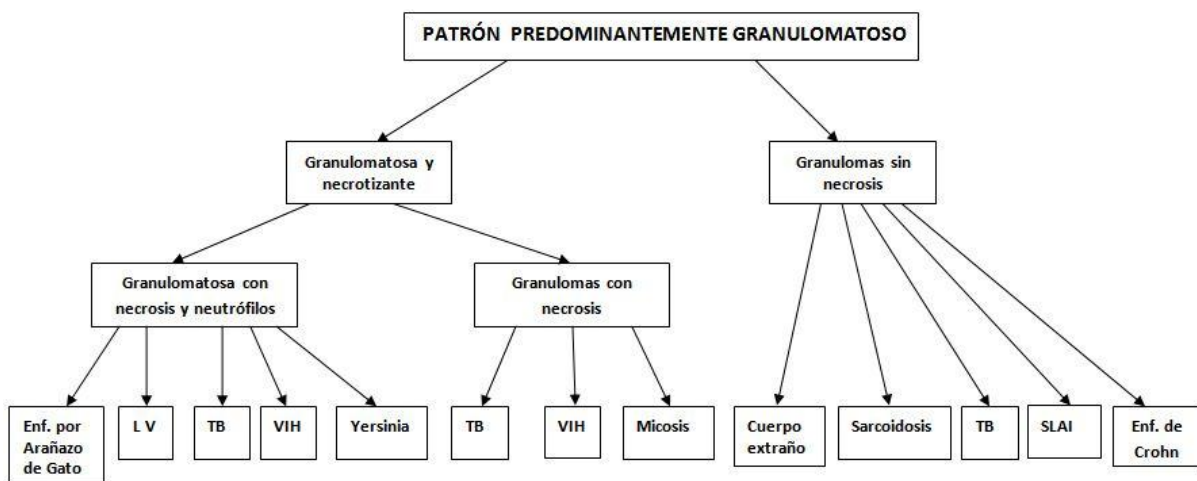 PATRÓN PREDOMINANTEMENTE GRANULOMATOSO
Granulomatosa y
necrotizante
Granulomas sin
necrosis
Granulomatosa con
necrosis y neutrófilos
Granulomas con
necrosis
Enf. por
Arañazo
de Gato
L V
TB
VIH
Yersinia
TB
VIH
Micosis
Cuerpo
extraño
Sarcoidosis
TB
SLAI
Enf. de
Crohn